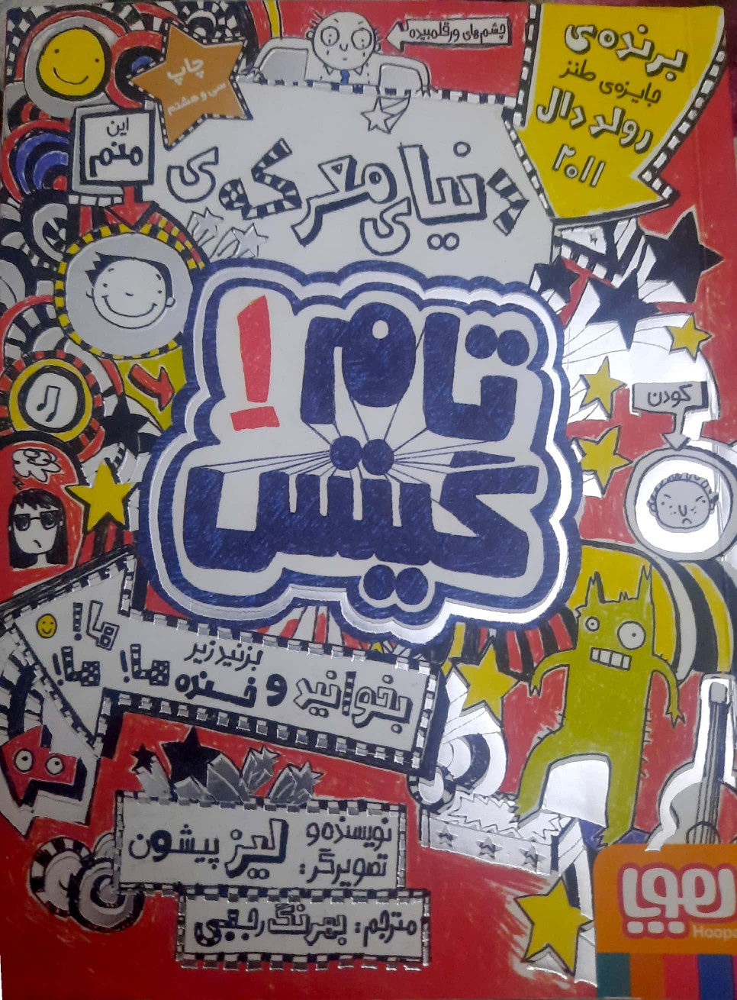 چشم‌های ورقلمبیده
برنده‌ی
جایزه‌ی طنز
رولد دال
۲۰۱۱
چاپ
سی و هشتم
این
منم
دنیای معرکه‌ی
تام
!
گیتس
کودن
بخوانید و بزنید زیر خنده
ها! ها! ها!
نویسنده و
تصویرگر: لیز پیشون
مترجم: بهرنگ رجبی
هوپا
Hoopa